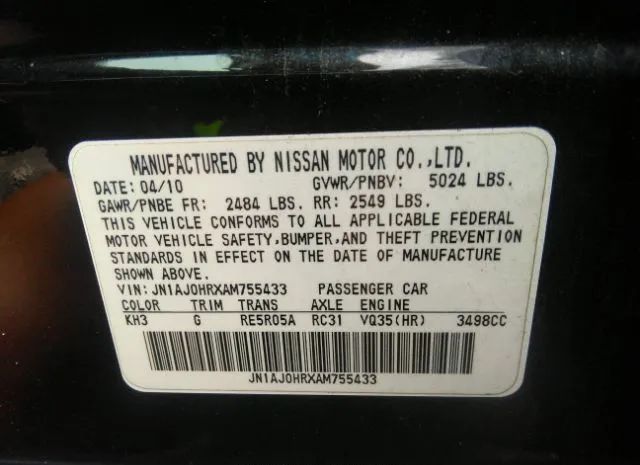 MANUFACTURED BY NISSAN MOTOR CO.,LTD.
DATE: 04/10 GVWR/PNBV: 5024 LBS.
GAWR/PNBE FR: 2484 LBS. RR: 2549 LBS.
THIS VEHICLE CONFORMS TO ALL APPLICABLE FEDERAL
MOTOR VEHICLE SAFETY,BUMPER,AND THEFT PREVENTION
STANDARDS IN EFFECT ON THE DATE OF MANUFACTURE
SHOWN ABOVE.
VIN: JN1AJ0HRXAM755433 PASSENGER CAR
COLOR TRIM TRANS AXLE ENGINE
KH3 G RE5R05A RC31 VQ35(HR) 3498CC
JN1AJ0HRXAM755433